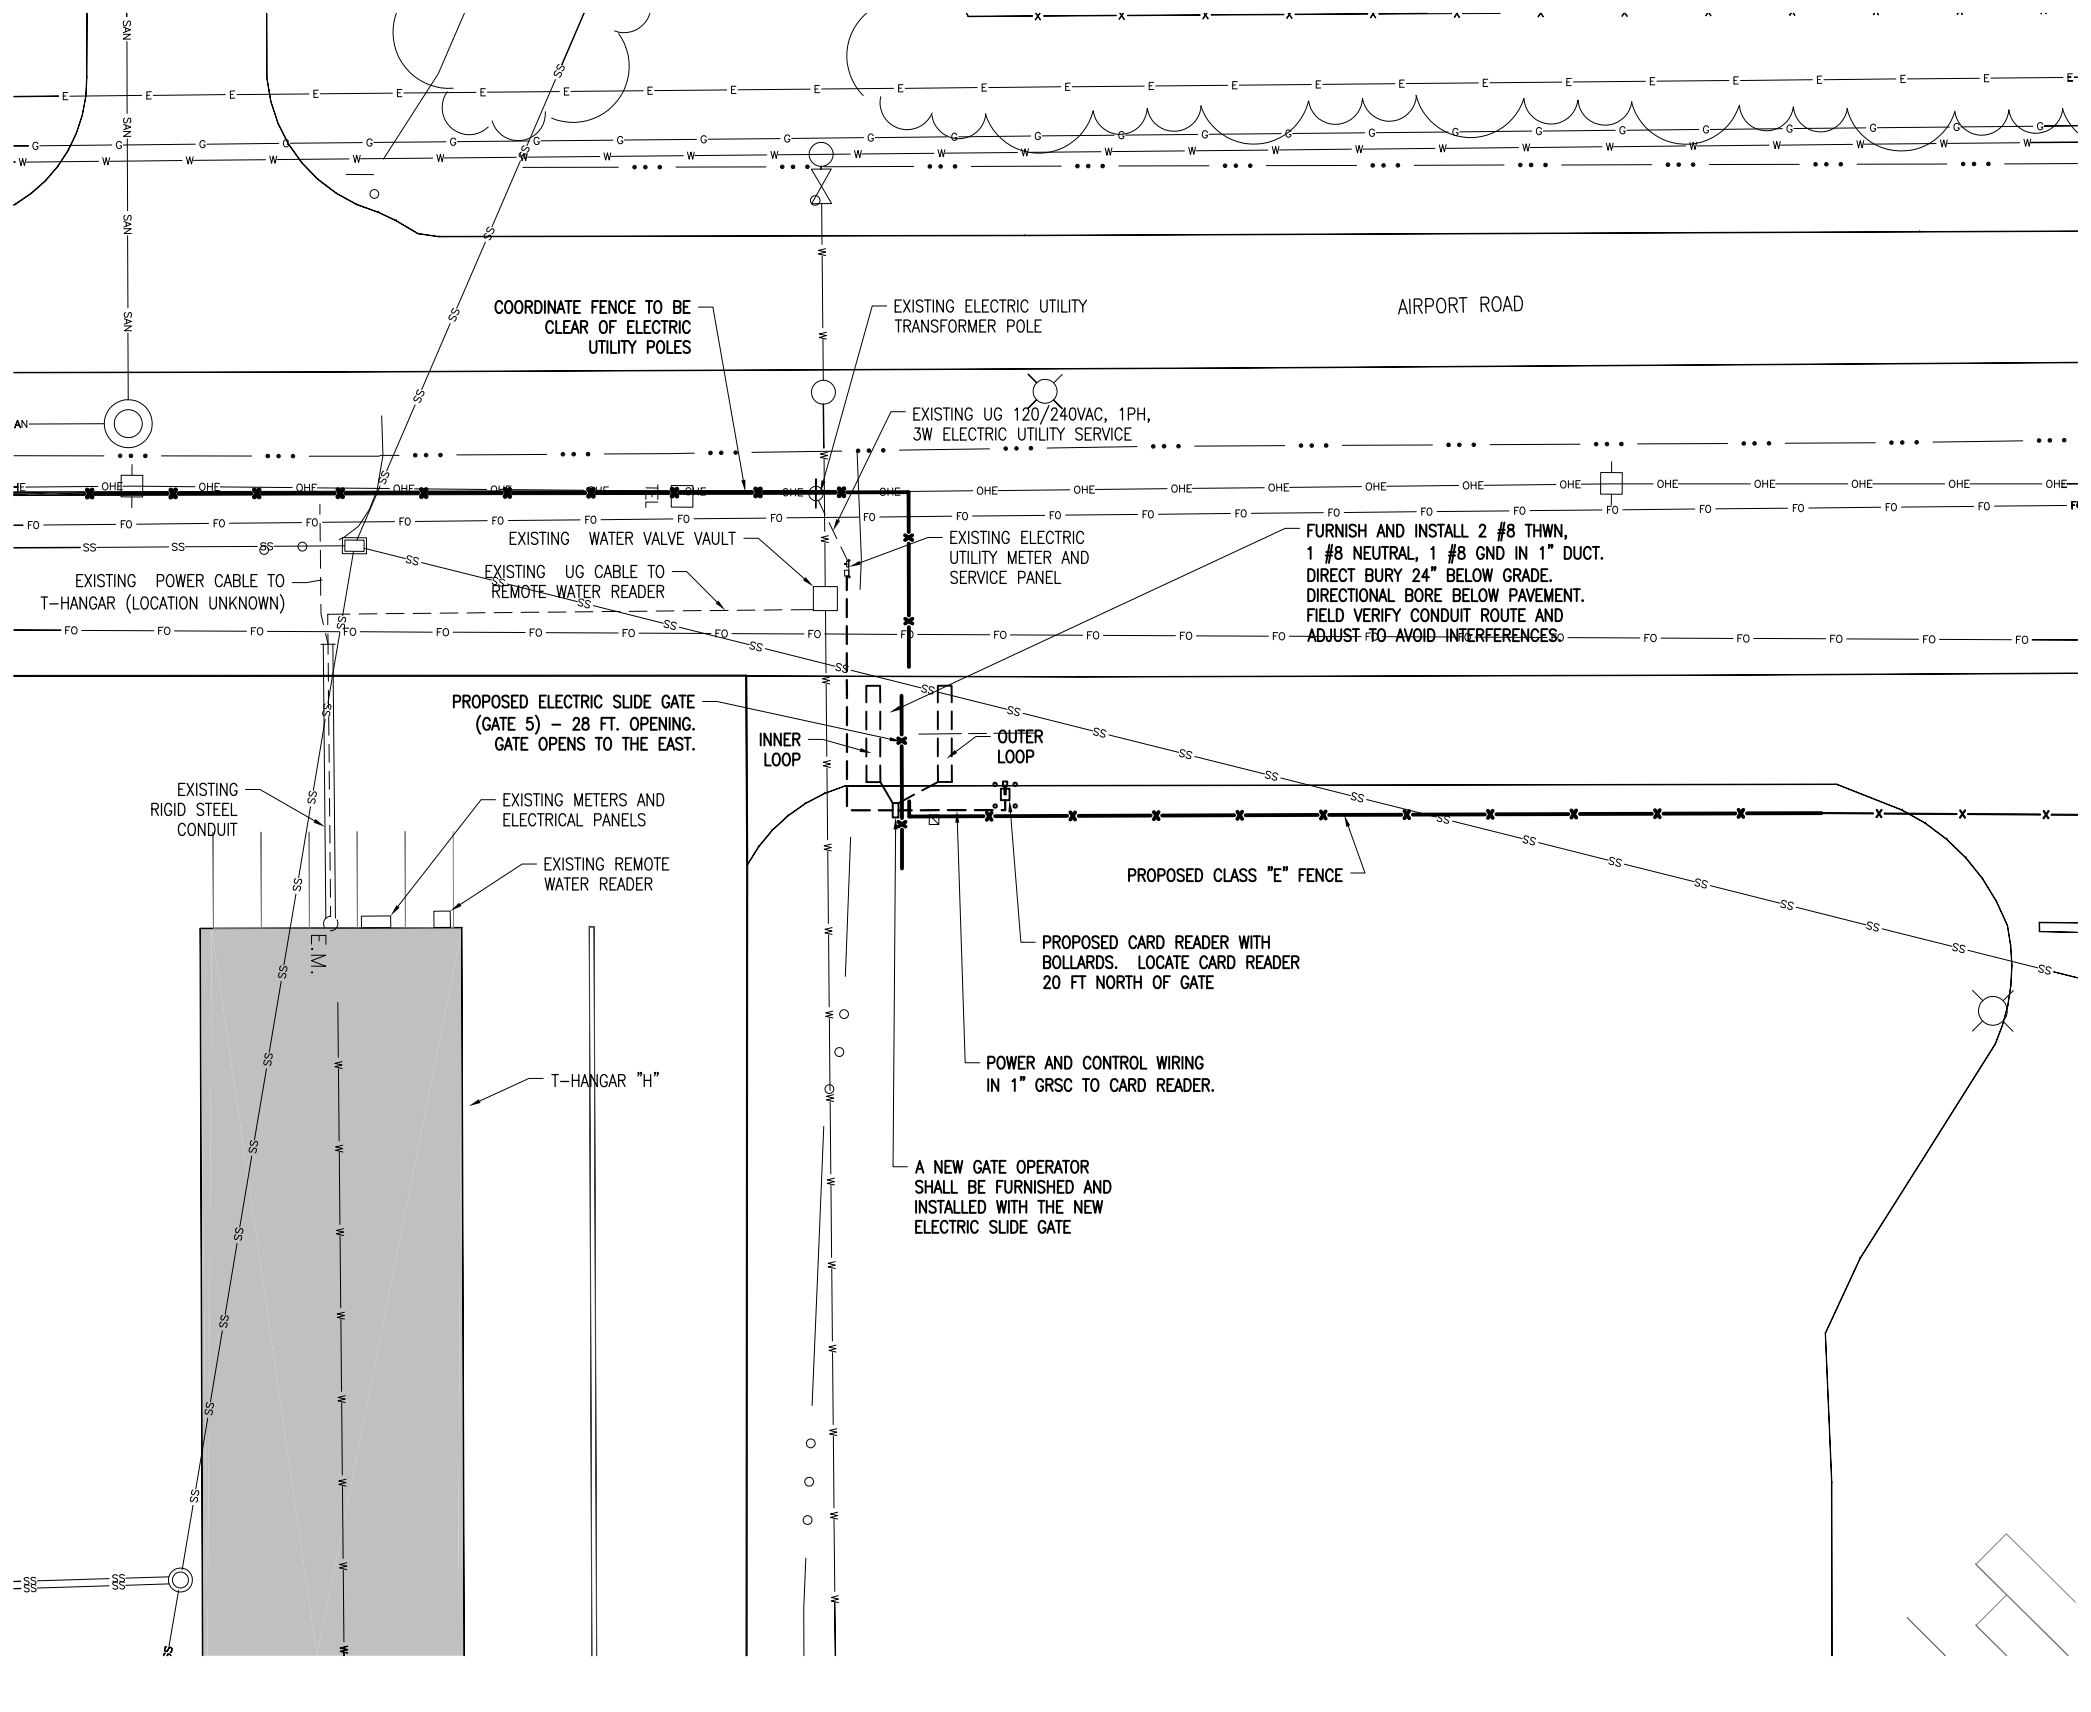 AIRPORT ROAD
COORDINATE FENCE TO BE
CLEAR OF ELECTRIC
UTILITY POLES
EXISTING ELECTRIC UTILITY
TRANSFORMER POLE
EXISTING UG 120/240VAC, 1PH,
3W ELECTRIC UTILITY SERVICE
EXISTING WATER VALVE VAULT
EXISTING ELECTRIC
UTILITY METER AND
SERVICE PANEL
FURNISH AND INSTALL 2 #8 THWN,
1 #8 NEUTRAL, 1 #8 GND IN 1" DUCT.
DIRECT BURY 24" BELOW GRADE.
DIRECTIONAL BORE BELOW PAVEMENT.
FIELD VERIFY CONDUIT ROUTE AND
ADJUST TO AVOID INTERFERENCES.
EXISTING POWER CABLE TO
T-HANGAR (LOCATION UNKNOWN)
EXISTING UG CABLE TO
REMOTE WATER READER
TEL
PROPOSED ELECTRIC SLIDE GATE
(GATE 5) - 28 FT. OPENING.
GATE OPENS TO THE EAST.
INNER
LOOP
OUTER
LOOP
EXISTING
RIGID STEEL
CONDUIT
EXISTING METERS AND
ELECTRICAL PANELS
EXISTING REMOTE
WATER READER
E.M.
PROPOSED CLASS "E" FENCE
PROPOSED CARD READER WITH
BOLLARDS. LOCATE CARD READER
20 FT NORTH OF GATE
POWER AND CONTROL WIRING
IN 1" GRSC TO CARD READER.
T-HANGAR "H"
A NEW GATE OPERATOR
SHALL BE FURNISHED AND
INSTALLED WITH THE NEW
ELECTRIC SLIDE GATE